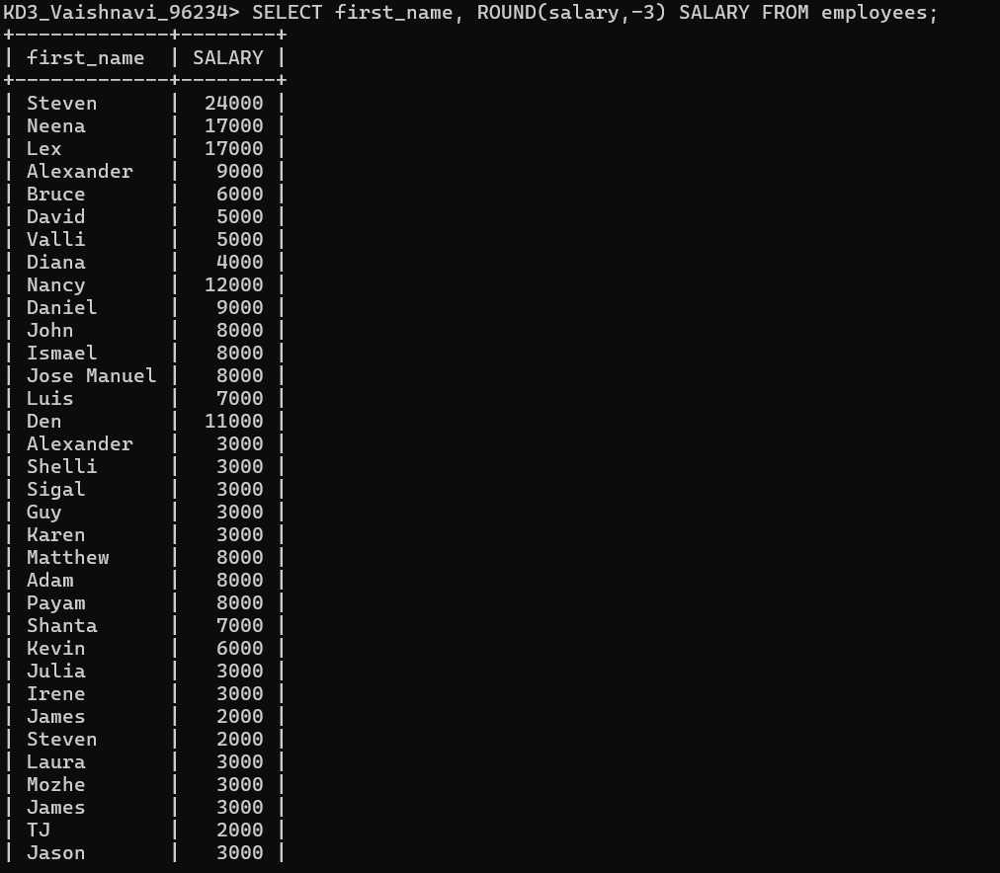 KD3_Vaishnavi_96234> SELECT first_name, ROUND(salary,-3) SALARY FROM employees;
+-------------+--------+
| first_name  | SALARY |
+-------------+--------+
| Steven      |  24000 |
| Neena       |  17000 |
| Lex         |  17000 |
| Alexander   |   9000 |
| Bruce       |   6000 |
| David       |   5000 |
| Valli       |   5000 |
| Diana       |   4000 |
| Nancy       |  12000 |
| Daniel      |   9000 |
| John        |   8000 |
| Ismael      |   8000 |
| Jose Manuel |   8000 |
| Luis        |   7000 |
| Den         |  11000 |
| Alexander   |   3000 |
| Shelli      |   3000 |
| Sigal       |   3000 |
| Guy         |   3000 |
| Karen       |   3000 |
| Matthew     |   8000 |
| Adam        |   8000 |
| Payam       |   8000 |
| Shanta      |   7000 |
| Kevin       |   6000 |
| Julia       |   3000 |
| Irene       |   3000 |
| James       |   2000 |
| Steven      |   2000 |
| Laura       |   3000 |
| Mozhe       |   3000 |
| James       |   3000 |
| TJ          |   2000 |
| Jason       |   3000 |